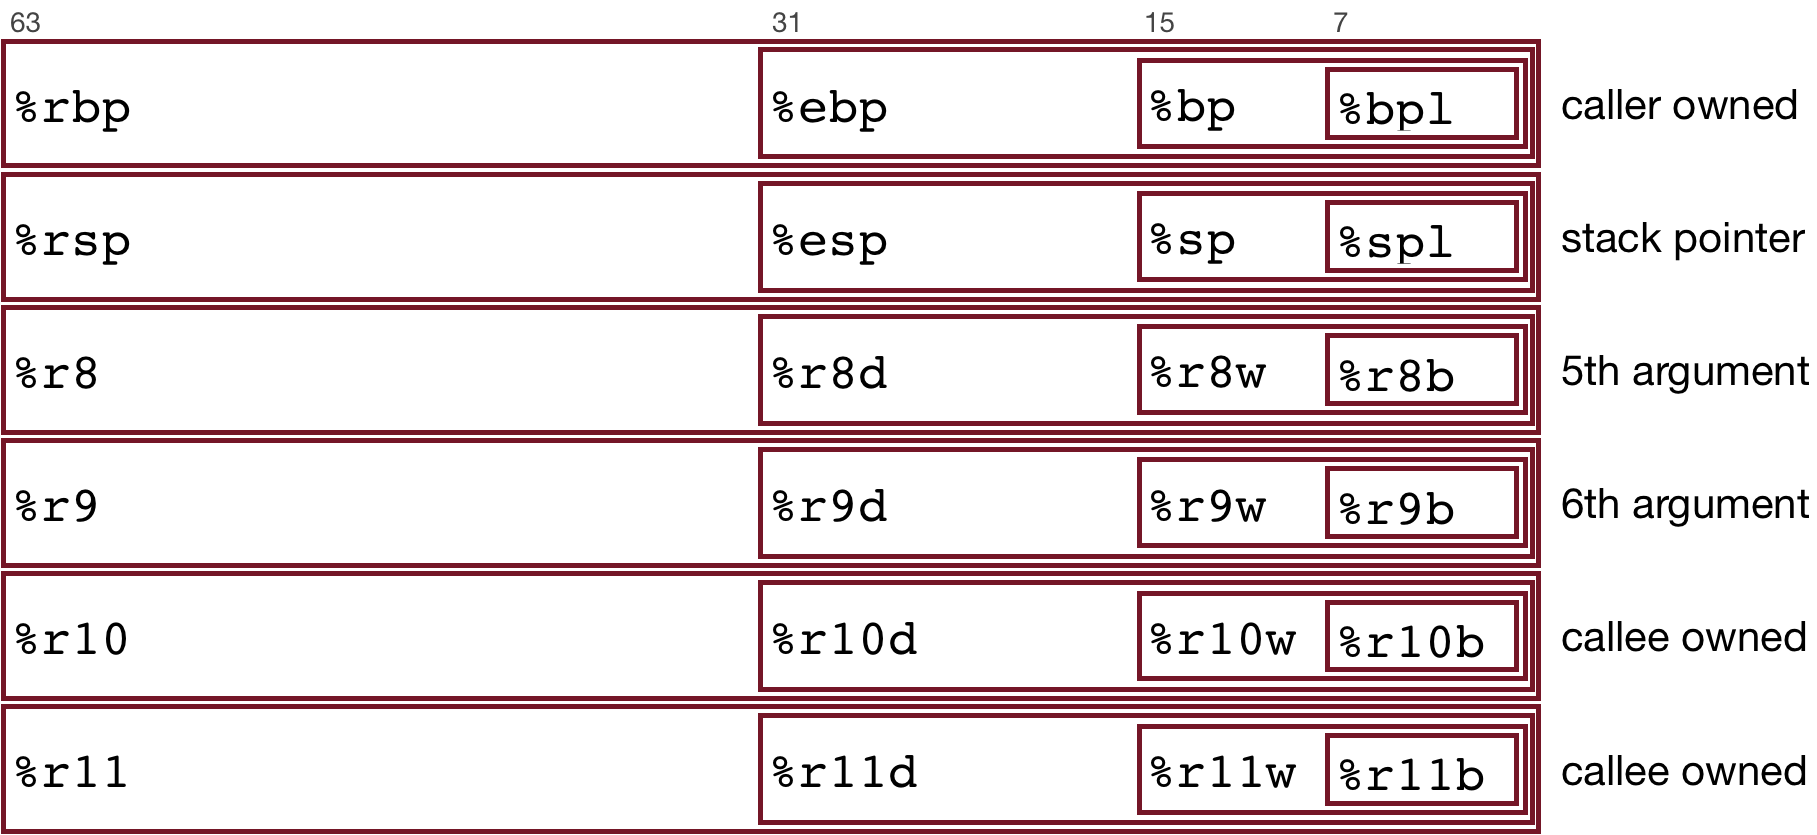 63 31 15 7
%rbp %ebp %bp %bpl caller owned
%rsp %esp %sp %spl stack pointer
%r8 %r8d %r8w %r8b 5th argument
%r9 %r9d %r9w %r9b 6th argument
%r10 %r10d %r10w %r10b callee owned
%r11 %r11d %r11w %r11b callee owned